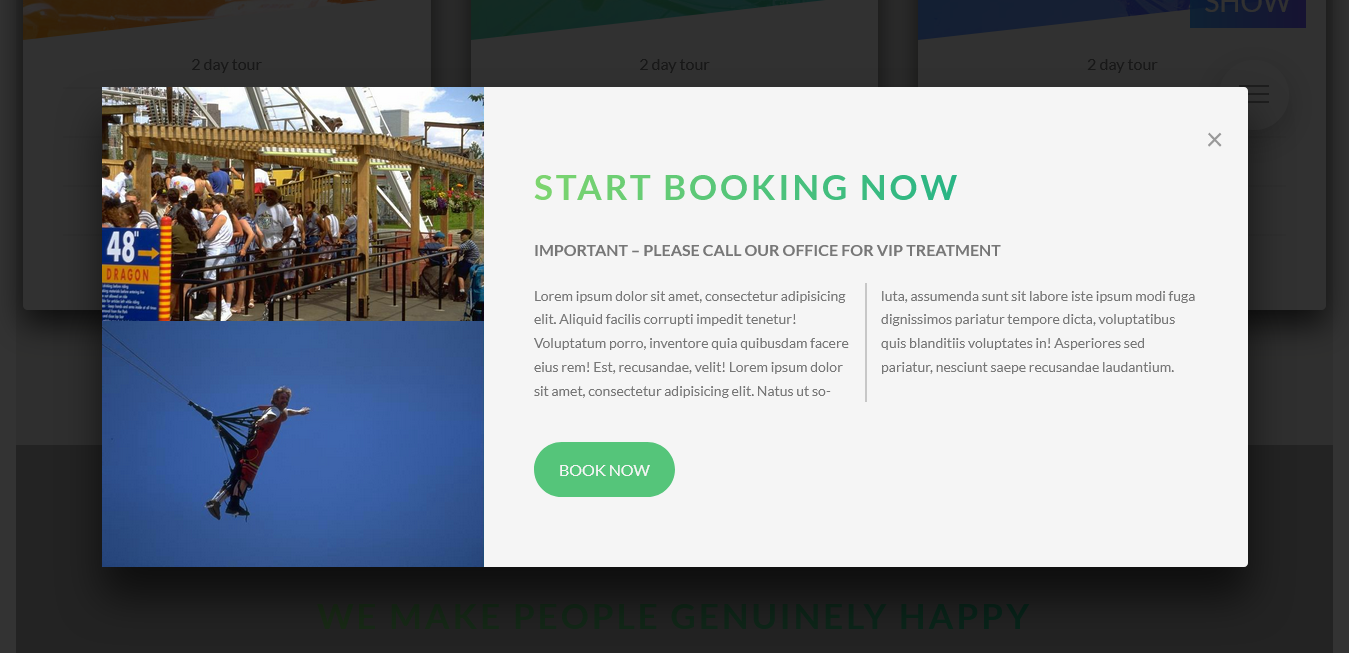 SHOW
2 day tour
2 day tour
2 day tour
×
START BOOKING NOW
IMPORTANT – PLEASE CALL OUR OFFICE FOR VIP TREATMENT
Lorem ipsum dolor sit amet, consectetur adipisicing
elit. Aliquid facilis corrupti impedit tenetur!
Voluptatum porro, inventore quia quibusdam facere
eius rem! Est, recusandae, velit! Lorem ipsum dolor
sit amet, consectetur adipisicing elit. Natus ut so-
luta, assumenda sunt sit labore iste ipsum modi fuga
dignissimos pariatur tempore dicta, voluptatibus
quis blanditiis voluptates in! Asperiores sed
pariatur, nesciunt saepe recusandae laudantium.
BOOK NOW
48"
DRAGON
WE MAKE PEOPLE GENUINELY HAPPY